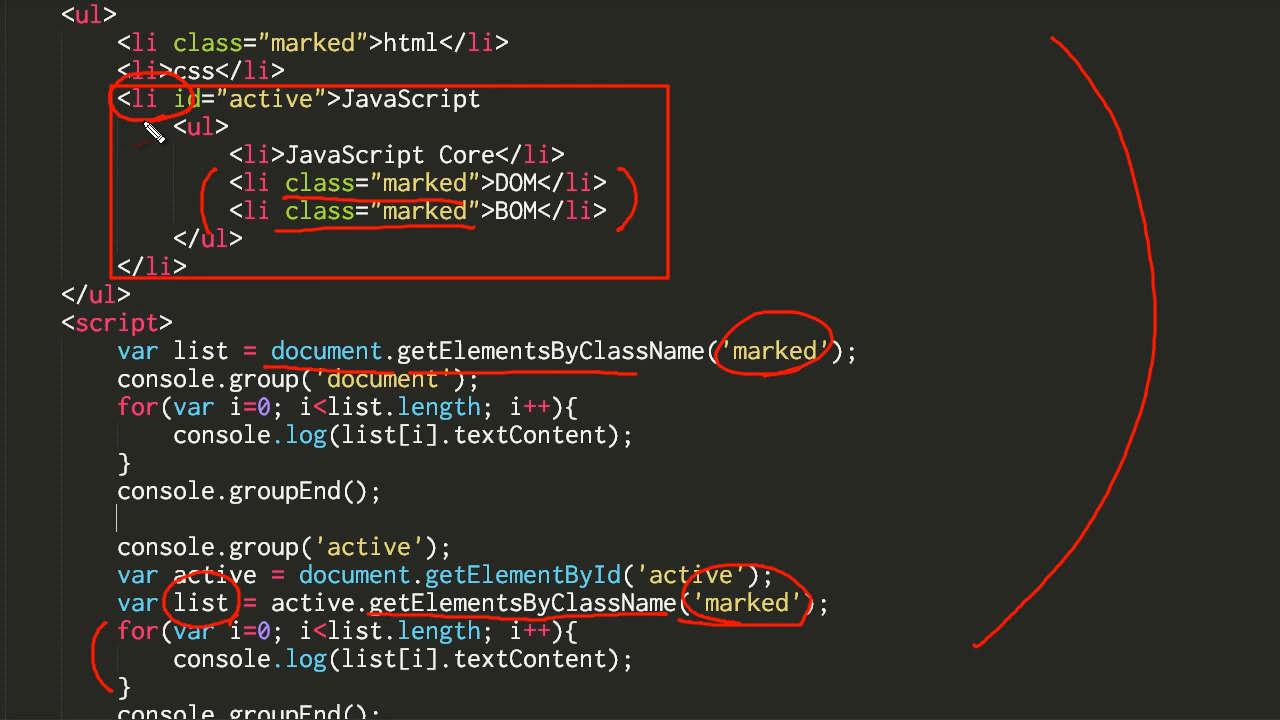 <ul>
<li class="marked">html</li>
<li>css</li>
<li id="active">JavaScript
<ul>
<li>JavaScript Core</li>
<li class="marked">DOM</li>
<li class="marked">BOM</li>
</ul>
</li>
</ul>
<script>
var list = document.getElementsByClassName('marked');
console.group('document');
for(var i=0; i<list.length; i++){
console.log(list[i].textContent);
}
console.groupEnd();
console.group('active');
var active = document.getElementById('active');
var list = active.getElementsByClassName('marked');
for(var i=0; i<list.length; i++){
console.log(list[i].textContent);
}
console.groupEnd();